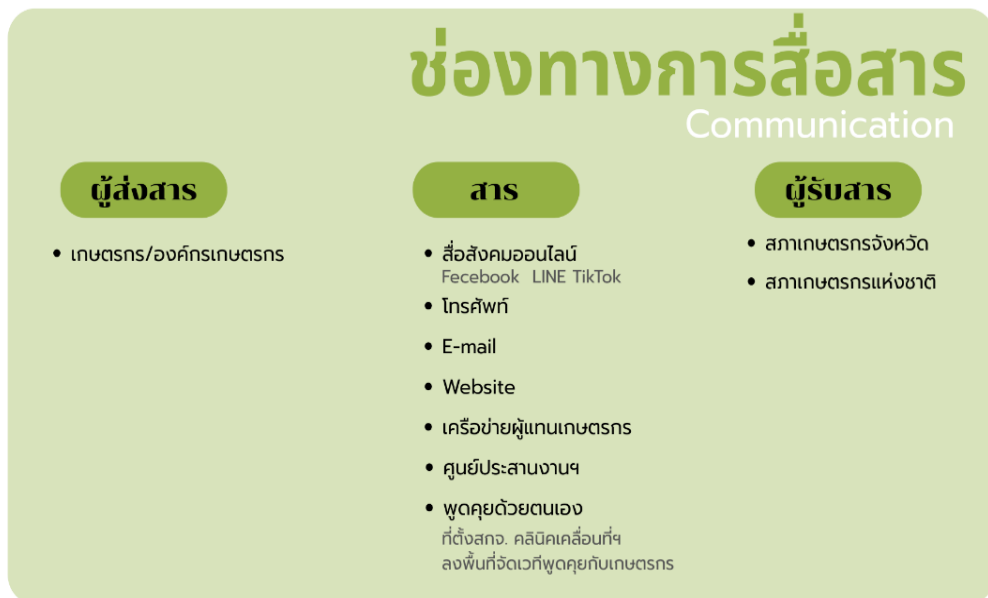 ช่องทางการสื่อสาร
Communication
ผู้ส่งสาร
• เกษตรกร/องค์กรเกษตรกร
สาร
• สื่อสังคมออนไลน์
Fecebook LINE TikTok
• โทรศัพท์
• E-mail
• Website
• เครือข่ายผู้แทนเกษตรกร
• ศูนย์ประสานงานฯ
• พูดคุยด้วยตนเอง
ที่ตั้งสกจ. คลินิคเคลื่อนที่ฯ
ลงพื้นที่จัดเวทีพูดคุยกับเกษตรกร
ผู้รับสาร
• สภาเกษตรกรจังหวัด
• สภาเกษตรกรแห่งชาติ